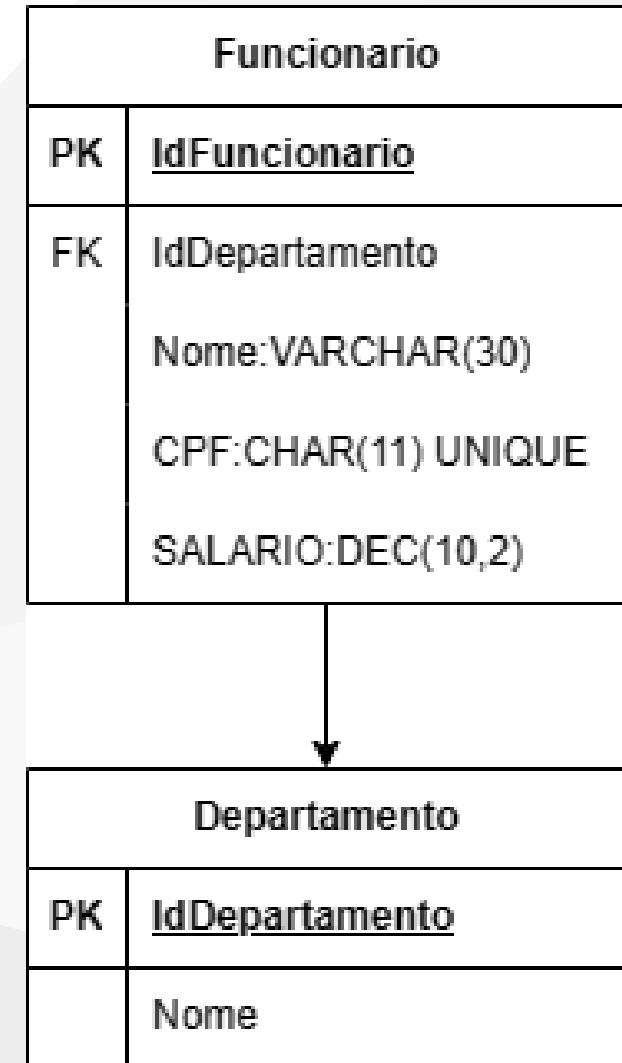 Funcionario
PK IdFuncionario
FK IdDepartamento
Nome:VARCHAR(30)
CPF:CHAR(11) UNIQUE
SALARIO:DEC(10,2)
Departamento
PK IdDepartamento
Nome